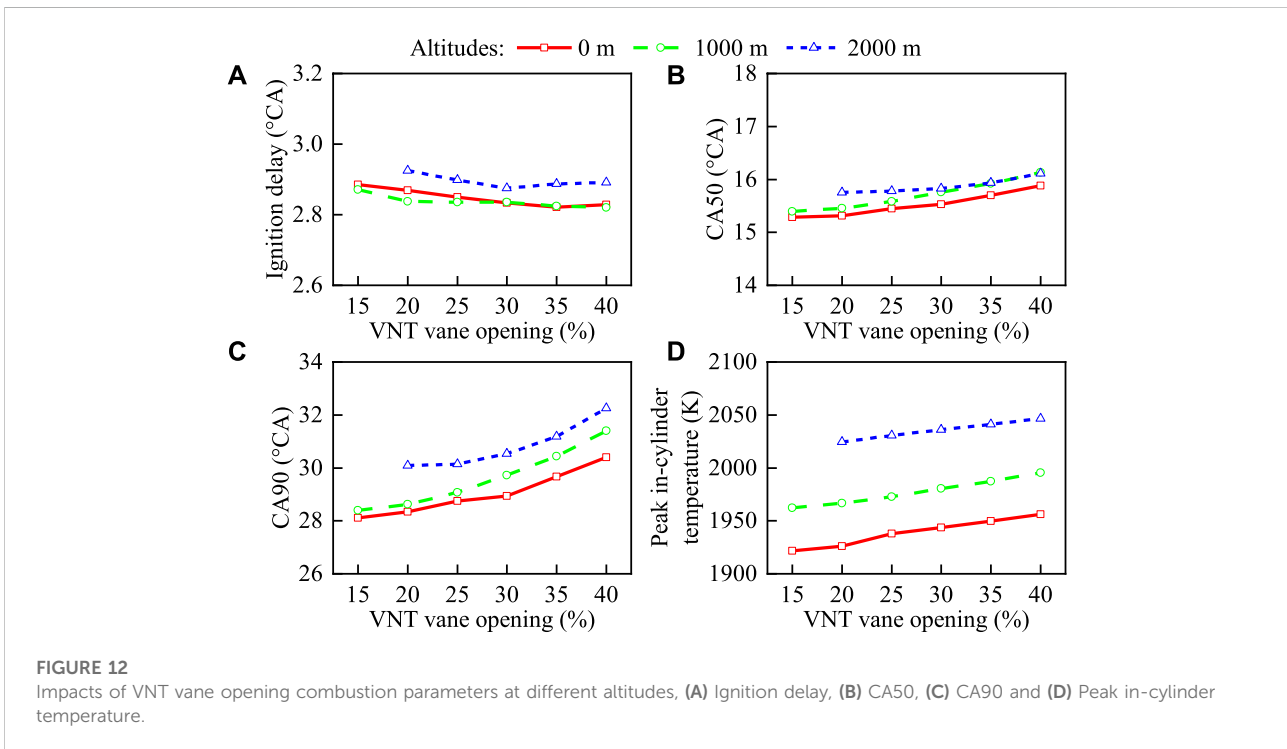 Altitudes: 0 m 1000 m 2000 m
A
3.2
3.0
2.8
2.6
Ignition delay (°CA)
15 20 25 30 35 40
VNT vane opening (%)
B
18
17
16
15
14
CA50 (°CA)
15 20 25 30 35 40
VNT vane opening (%)
C
34
32
30
28
26
CA90 (°CA)
15 20 25 30 35 40
VNT vane opening (%)
D
2100
2050
2000
1950
1900
Peak in-cylinder
temperature (K)
15 20 25 30 35 40
VNT vane opening (%)
FIGURE 12
Impacts of VNT vane opening combustion parameters at different altitudes, (A) Ignition delay, (B) CA50, (C) CA90 and (D) Peak in-cylinder
temperature.